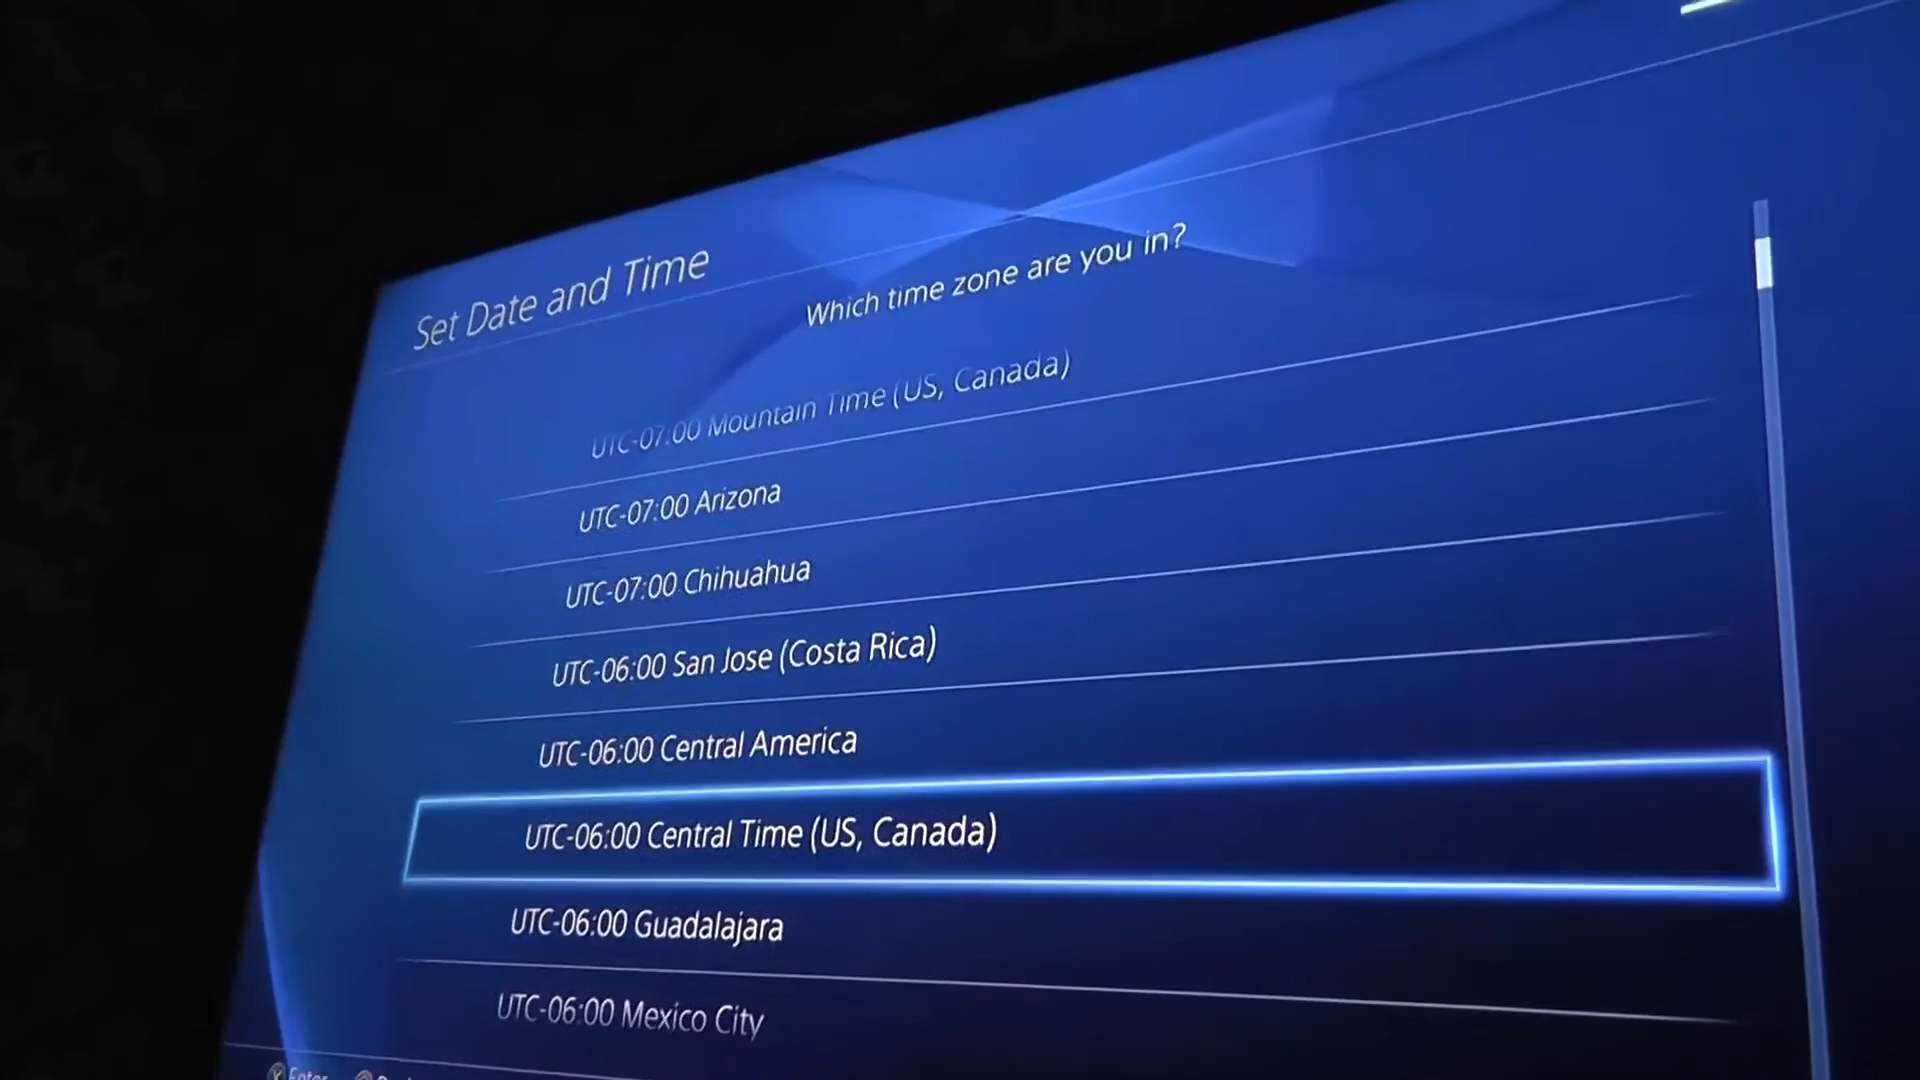 Set Date and Time
Which time zone are you in?
UTC-07:00 Mountain Time (US, Canada)
UTC-07:00 Arizona
UTC-07:00 Chihuahua
UTC-06:00 San Jose (Costa Rica)
UTC-06:00 Central America
UTC-06:00 Central Time (US, Canada)
UTC-06:00 Guadalajara
UTC-06:00 Mexico City
Enter